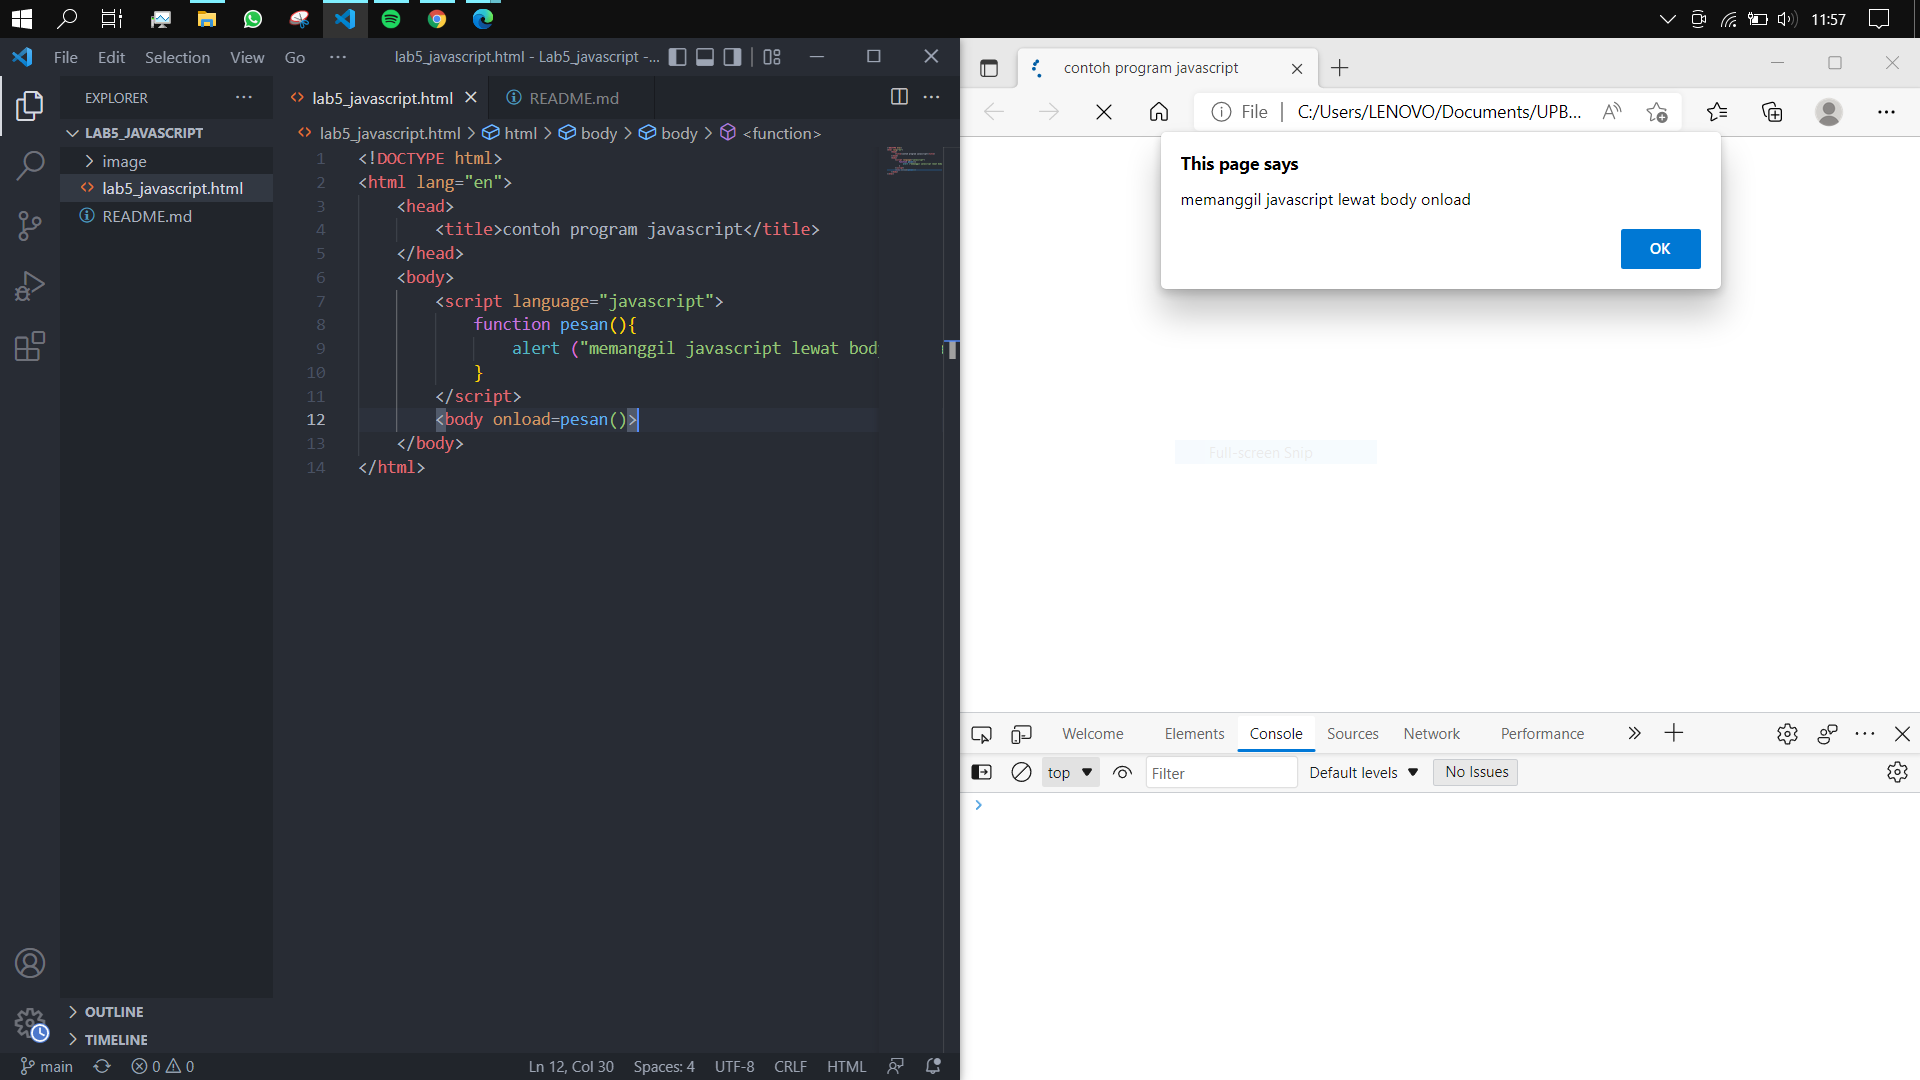 11:57
File Edit Selection View Go ··· lab5_javascript.html - Lab5_javascript -...
EXPLORER
LAB5_JAVASCRIPT
image
lab5_javascript.html
README.md
OUTLINE
TIMELINE
lab5_javascript.html README.md
lab5_javascript.html > html > body > body > <function>
1 <!DOCTYPE html>
2 <html lang="en">
3 <head>
4 <title>contoh program javascript</title>
5 </head>
6 <body>
7 <script language="javascript">
8 function pesan(){
9 alert ("memanggil javascript lewat bod
10 }
11 </script>
12 <body onload=pesan()>
13 </body>
14 </html>
main 0 0 Ln 12, Col 30 Spaces: 4 UTF-8 CRLF HTML
contoh program javascript
File | C:/Users/LENOVO/Documents/UPB...
This page says
memanggil javascript lewat body onload
OK
Full-screen Snip
Welcome Elements Console Sources Network Performance
top Filter Default levels No Issues